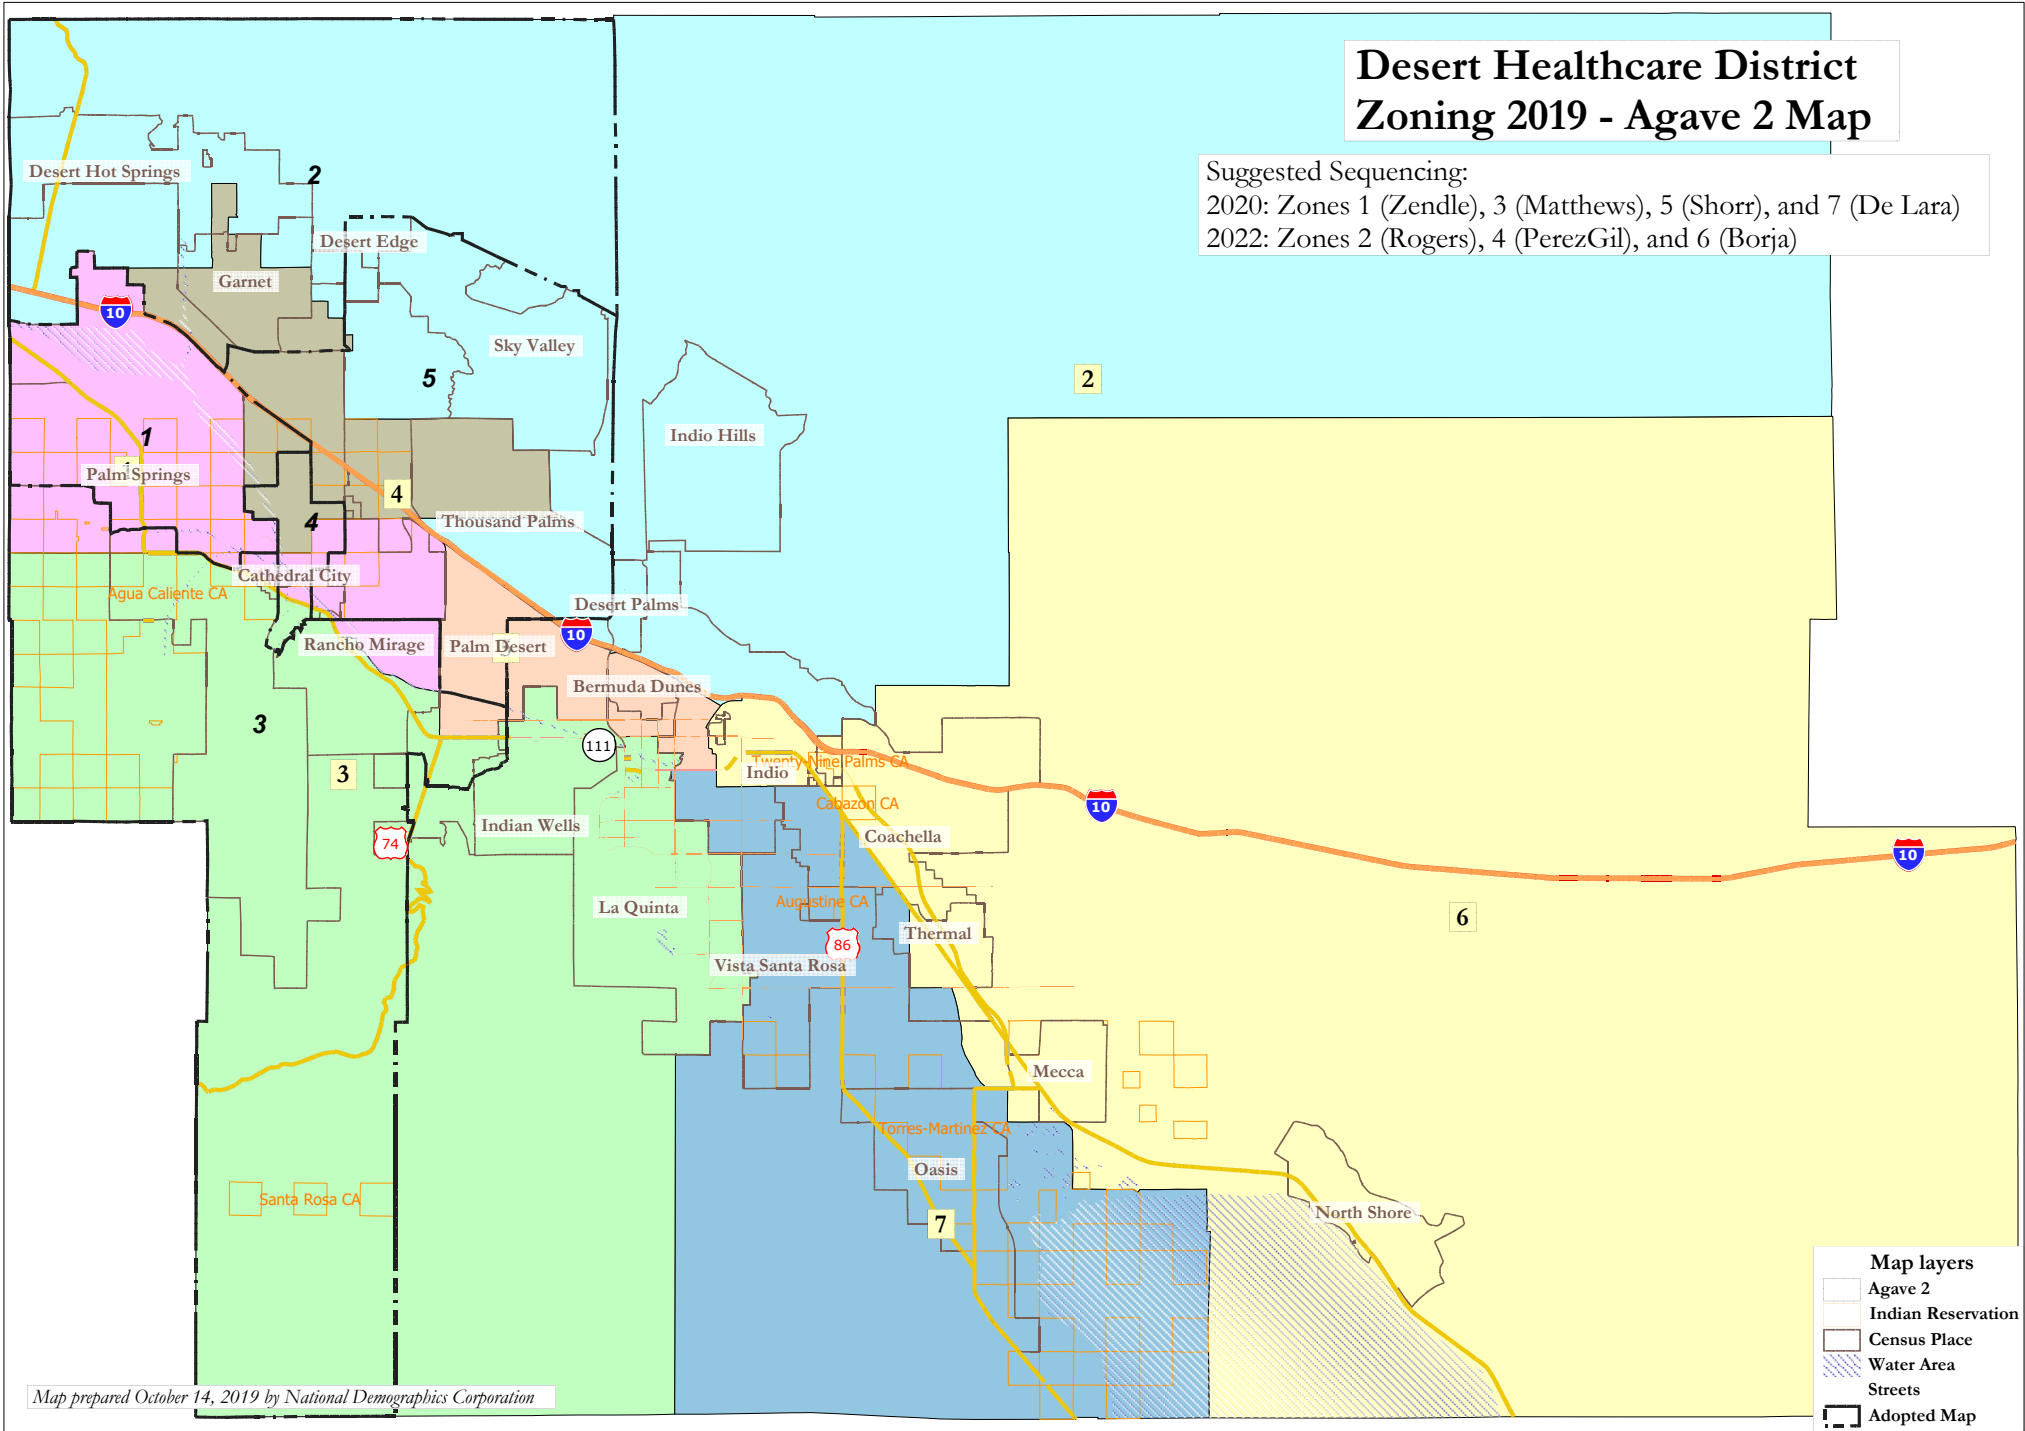 Desert Healthcare District
Zoning 2019 - Agave 2 Map
Suggested Sequencing:
2020: Zones 1 (Zendle), 3 (Matthews), 5 (Shorr), and 7 (De Lara)
2022: Zones 2 (Rogers), 4 (PerezGil), and 6 (Borja)
Desert Hot Springs
2
Desert Edge
Garnet
10
Sky Valley
5
2
Indio Hills
1
Palm Springs
4
4
Thousand Palms
Cathedral City
Agua Caliente CA
Desert Palms
10
Rancho Mirage
Palm Desert
5
Bermuda Dunes
3
111
3
Twenty-Nine Palms CA
Indio
Cabazon CA
10
Indian Wells
Coachella
74
10
La Quinta
Augustine CA
6
Thermal
86
Vista Santa Rosa
Mecca
Torres-Martinez CA
Oasis
Santa Rosa CA
7
North Shore
Map layers
Agave 2
Indian Reservation
Census Place
Water Area
Streets
Adopted Map
Map prepared October 14, 2019 by National Demographics Corporation